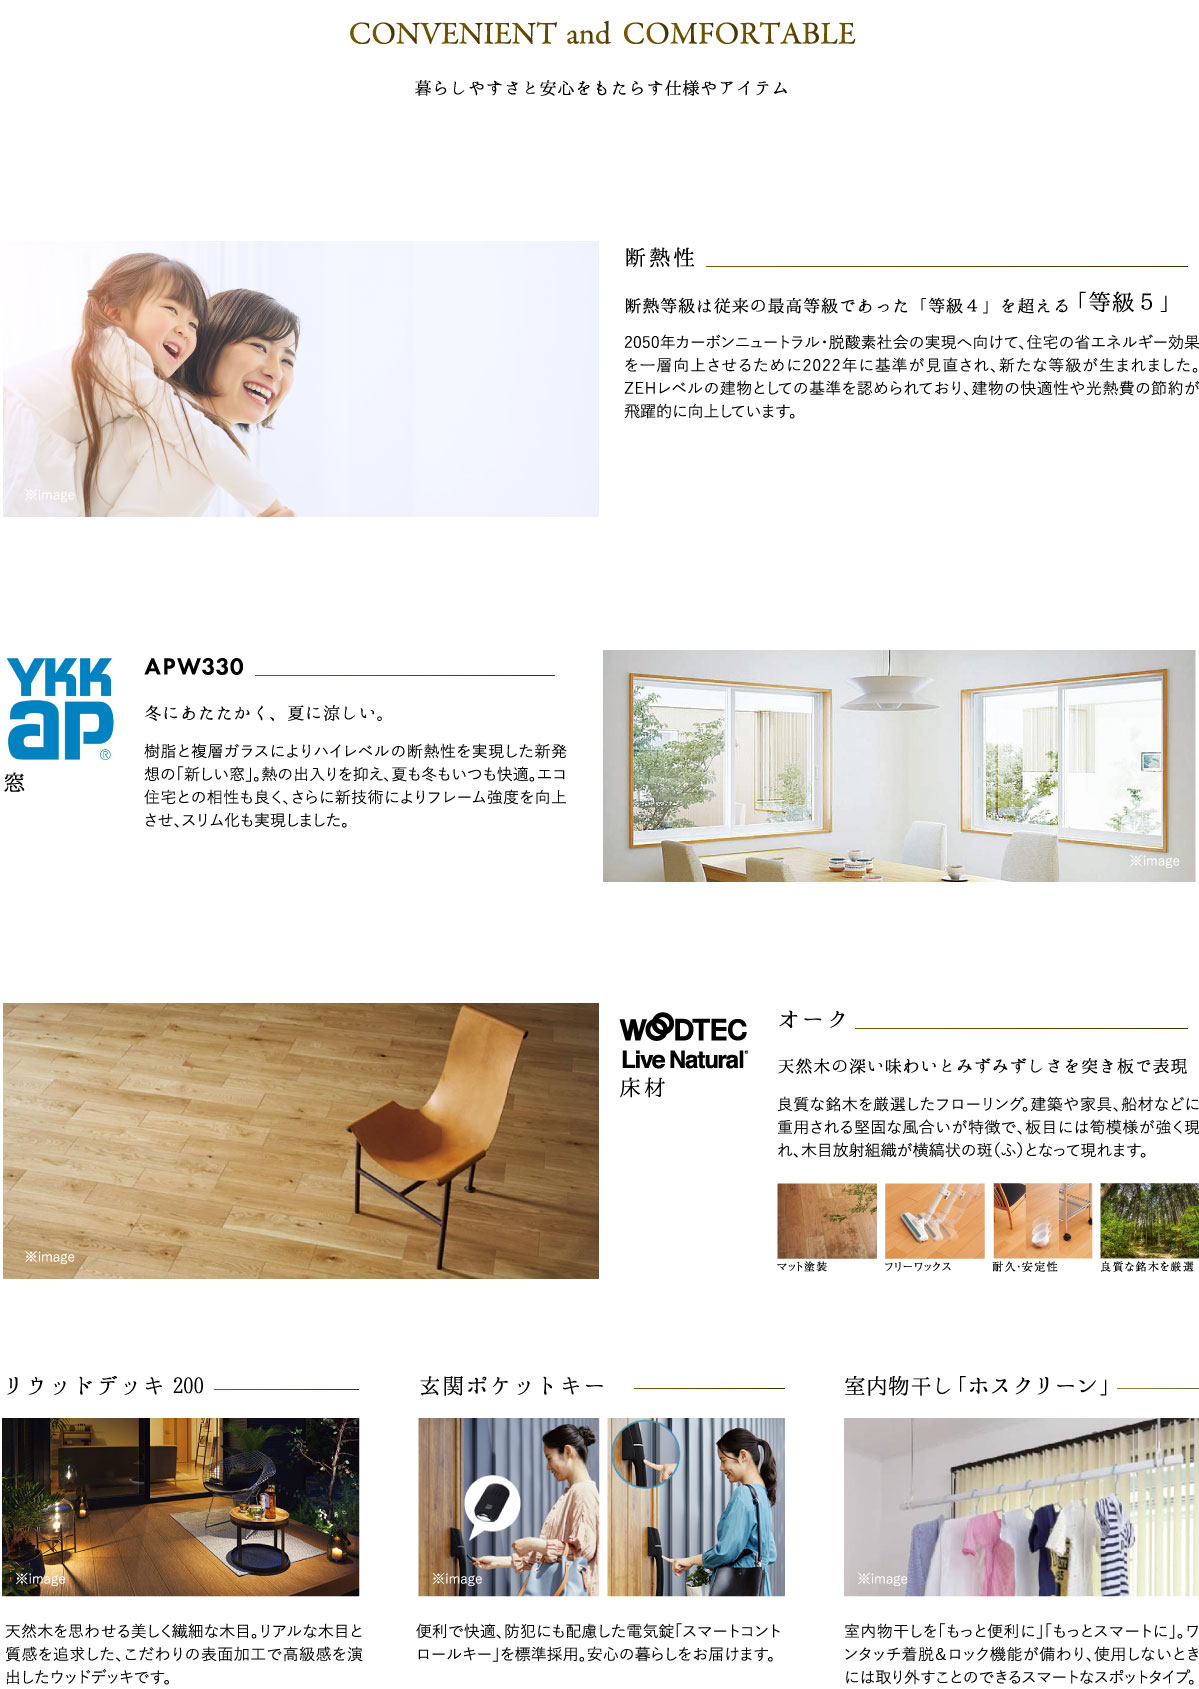 CONVENIENT and COMFORTABLE
暮らしやすさと安心をもたらす仕様やアイテム
※image
断熱性
断熱等級は従来の最高等級であった「等級4」を超える「等級5」
2050年カーボンニュートラル・脱酸素社会の実現へ向けて、住宅の省エネルギー効果
を一層向上させるために2022年に基準が見直され、新たな等級が生まれました。
ZEHレベルの建物としての基準を認められており、建物の快適性や光熱費の節約が
飛躍的に向上しています。
YKK
ap®
窓
APW330
冬にあたたかく、夏に涼しい。
樹脂と複層ガラスによりハイレベルの断熱性を実現した新発
想の「新しい窓」。熱の出入りを抑え、夏も冬もいつも快適。エコ
住宅との相性も良く、さらに新技術によりフレーム強度を向上
させ、スリム化も実現しました。
※image
※image
WOODTEC
Live Natural®
床材
オーク
天然木の深い味わいとみずみずしさを突き板で表現
良質な銘木を厳選したフローリング。建築や家具、船材などに
重用される堅固な風合いが特徴で、板目には筍模様が強く現
れ、木目放射組織が横縞状の斑(ふ)となって現れます。
マット塗装
フリーワックス
耐久・安定性
良質な銘木を厳選
リウッドデッキ 200
※image
天然木を思わせる美しく繊細な木目。リアルな木目と
質感を追求した、こだわりの表面加工で高級感を演
出したウッドデッキです。
玄関ポケットキー
※image
便利で快適、防犯にも配慮した電気錠「スマートコント
ロールキー」を標準採用。安心の暮らしをお届けます。
室内物干し「ホスクリーン」
※image
室内物干しを「もっと便利に」「もっとスマートに」。ワ
ンタッチ着脱&ロック機能が備わり、使用しないとき
には取り外すことのできるスマートなスポットタイプ。